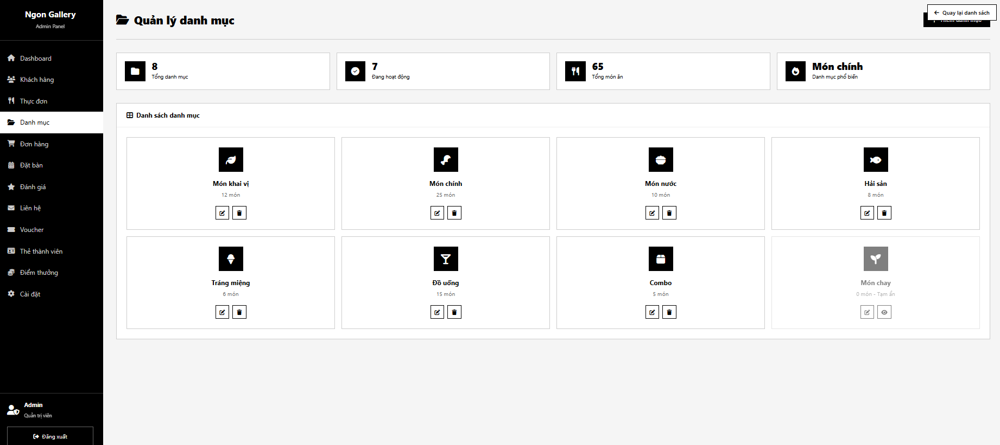 Ngon Gallery
Admin Panel
Dashboard
Khách hàng
Thực đơn
Danh mục
Đơn hàng
Đặt bàn
Đánh giá
Liên hệ
Voucher
Thẻ thành viên
Điểm thưởng
Cài đặt
Admin
Quản trị viên
Đăng xuất
Quản lý danh mục
Quay lại danh sách
8
Tổng danh mục
7
Đang hoạt động
65
Tổng món ăn
Món chính
Danh mục phổ biến
Danh sách danh mục
Món khai vị
12 món
Món chính
25 món
Món nước
10 món
Hải sản
8 món
Tráng miệng
6 món
Đồ uống
15 món
Combo
5 món
Món chay
0 món - Tạm ẩn